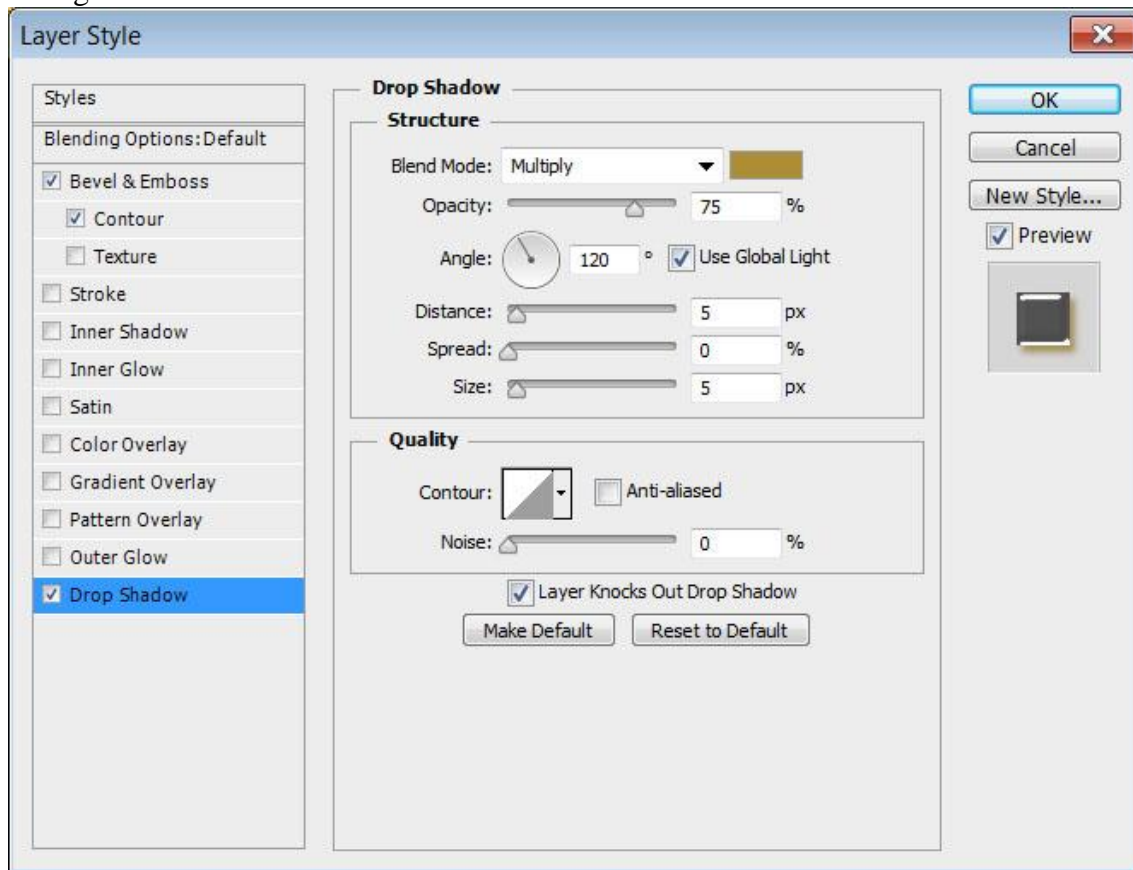 Layer Style
Styles
Blending Options:Default
Bevel & Emboss
Contour
Texture
Stroke
Inner Shadow
Inner Glow
Satin
Color Overlay
Gradient Overlay
Pattern Overlay
Outer Glow
Drop Shadow
Drop Shadow
Structure
Blend Mode: Multiply
Opacity: 75 %
Angle: 120 ° Use Global Light
Distance: 5 px
Spread: 0 %
Size: 5 px
Quality
Contour: Anti-aliased
Noise: 0 %
Layer Knocks Out Drop Shadow
Make Default Reset to Default
OK
Cancel
New Style...
Preview